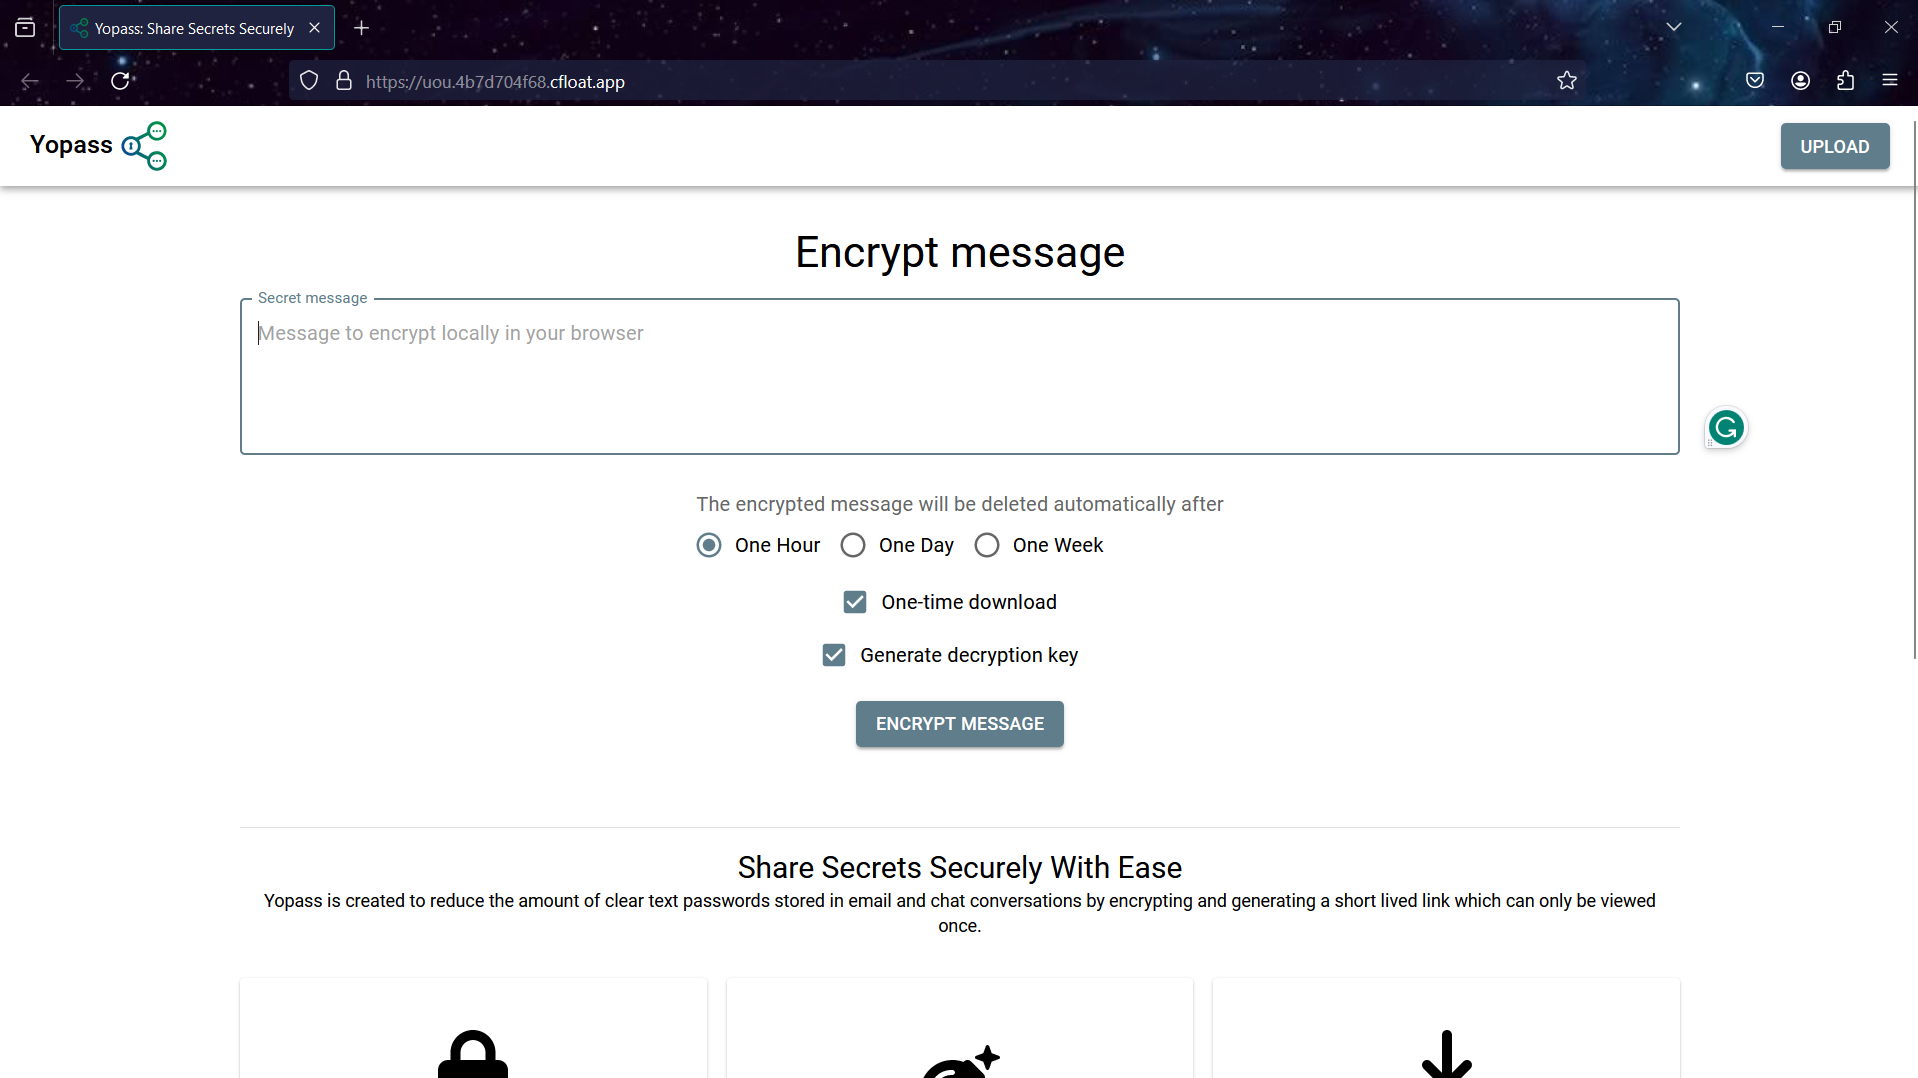 Yopass: Share Secrets Securely
https://uou.4b7d704f68.cfloat.app
Yopass
UPLOAD
Encrypt message
Secret message
Message to encrypt locally in your browser
The encrypted message will be deleted automatically after
One Hour One Day One Week
One-time download
Generate decryption key
ENCRYPT MESSAGE
Share Secrets Securely With Ease
Yopass is created to reduce the amount of clear text passwords stored in email and chat conversations by encrypting and generating a short lived link which can only be viewed
once.